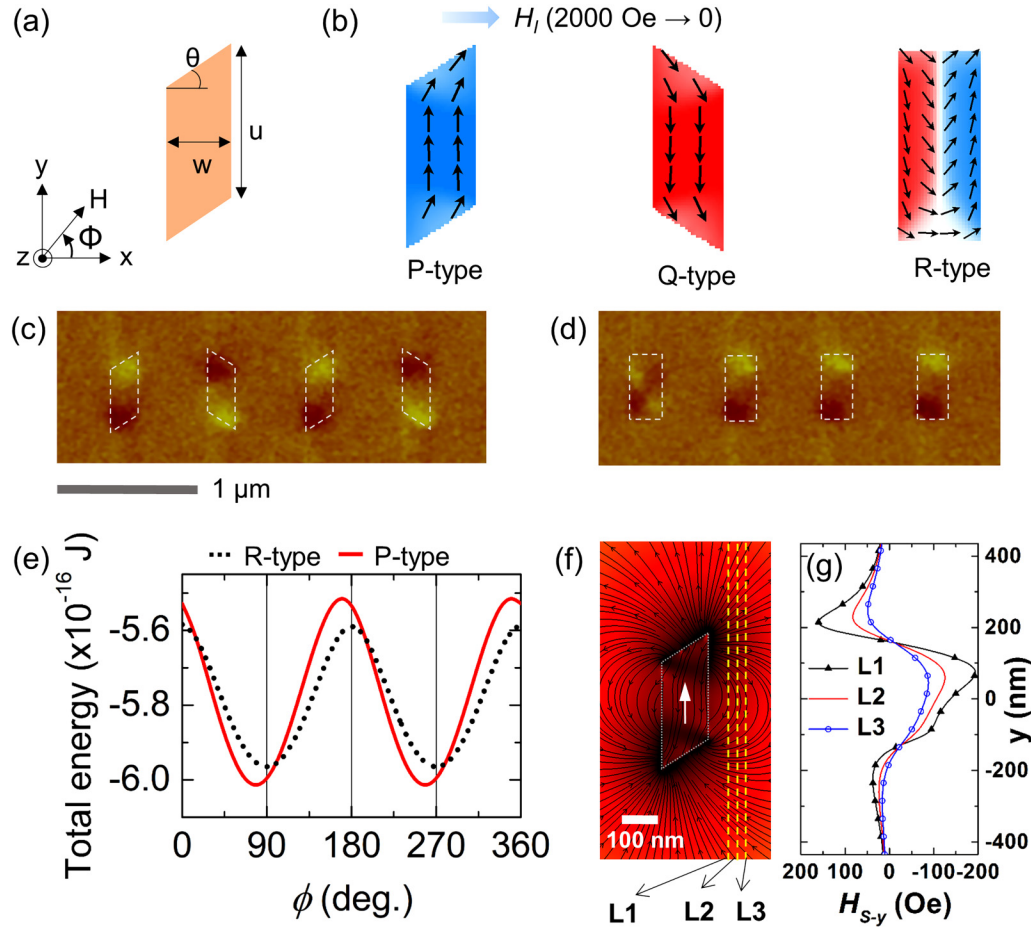 (a)
θ
u
w
y
H
Φ
z
x
(b)
H_I (2000 Oe → 0)
P-type
Q-type
R-type
(c)
(d)
1 μm
(e)
R-type
P-type
Total energy (x10⁻¹⁶ J)
-5.6
-5.8
-6.0
0 90 180 270 360
ϕ (deg.)
(f)
100 nm
L1 L2 L3
(g)
L1
L2
L3
400
200
0
-200
-400
y (nm)
200 100 0 -100 -200
H_S-y (Oe)